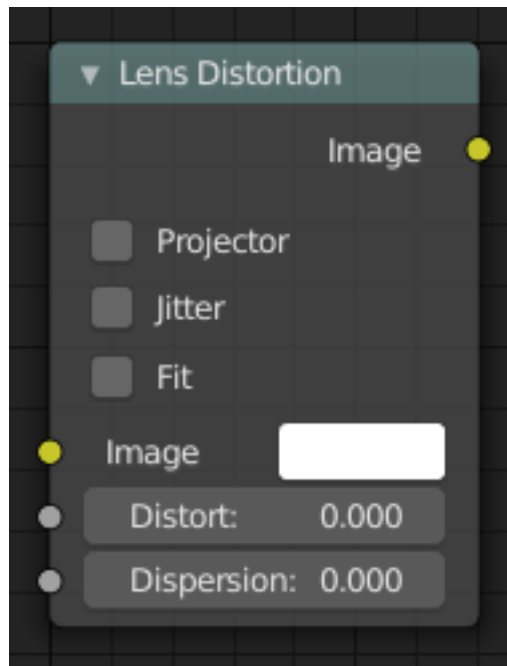 Lens Distortion
Image
Projector
Jitter
Fit
Image
Distort: 0.000
Dispersion: 0.000